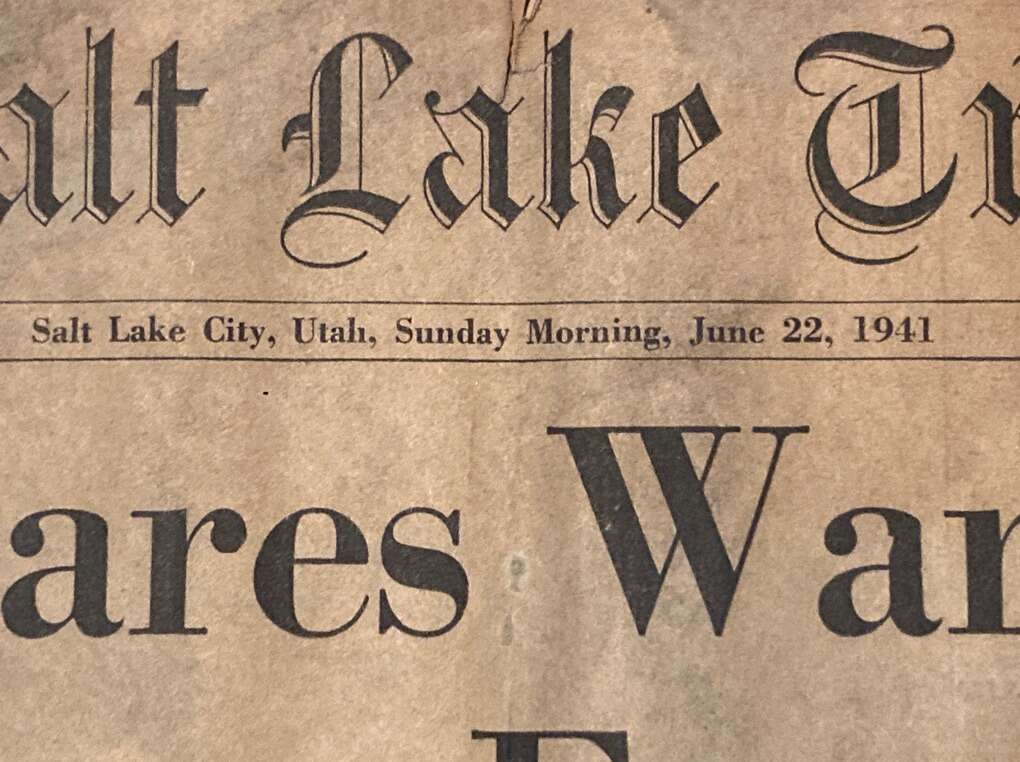 alt Lake Tr
Salt Lake City, Utah, Sunday Morning, June 22, 1941
ares War